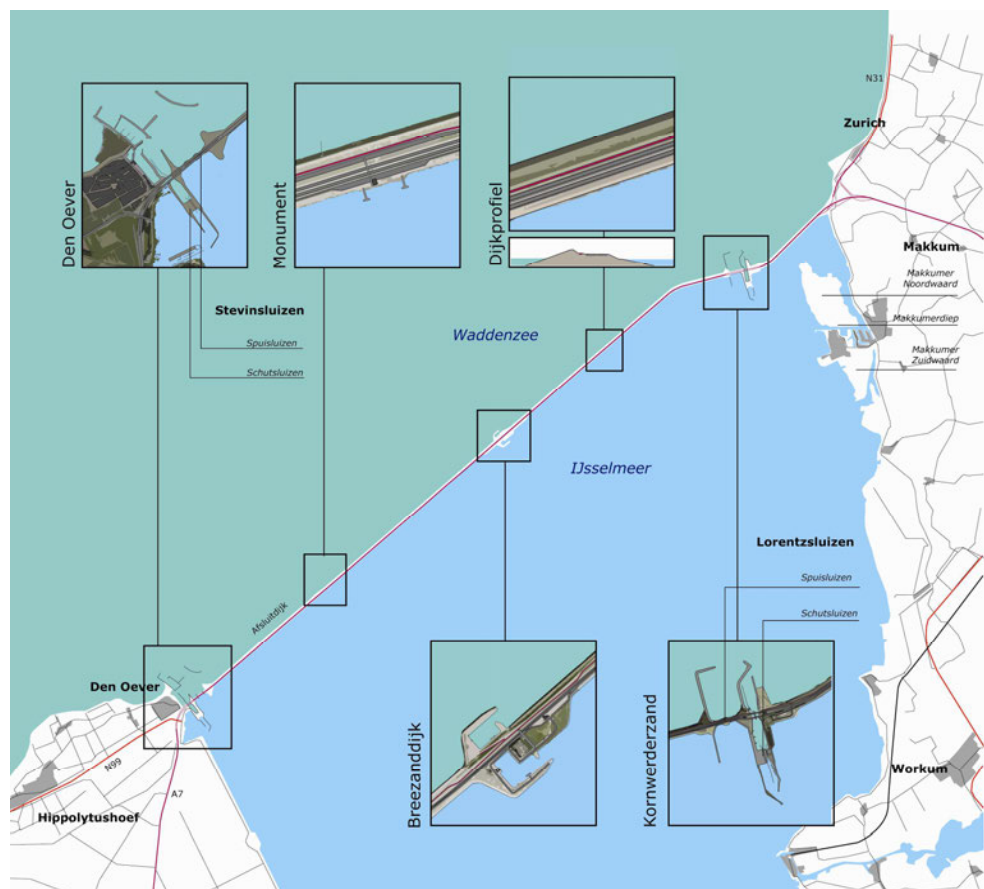 N31
Zurich
Den Oever
Monument
Dijkprofiel
Makkum
Makkumer
Noordwaard
Stevinsluizen
Makkumerdiep
Waddenzee
Spuisluizen
Makkumer
Zuidwaard
Schutsluizen
IJsselmeer
Lorentzsluizen
Spuisluizen
Afsluitdijk
Schutsluizen
Den Oever
Breezanddijk
Kornwerderzand
N99
Workum
A7
Hippolytushoef